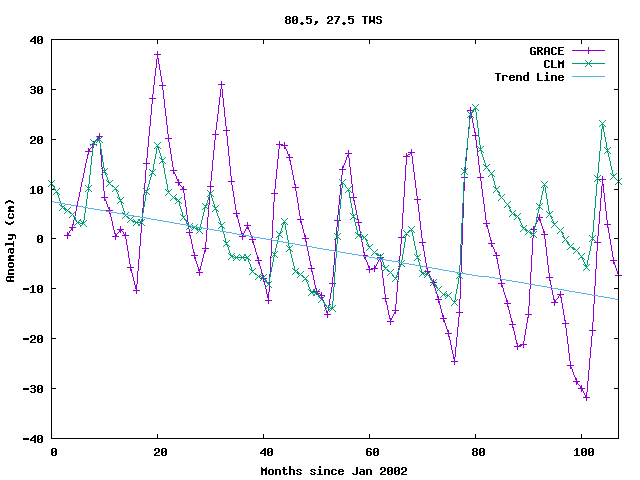 80.5, 27.5 TWS
GRACE
CLM
Trend Line
Anomaly (cm)
40
30
20
10
0
-10
-20
-30
-40
0 20 40 60 80 100
Months since Jan 2002